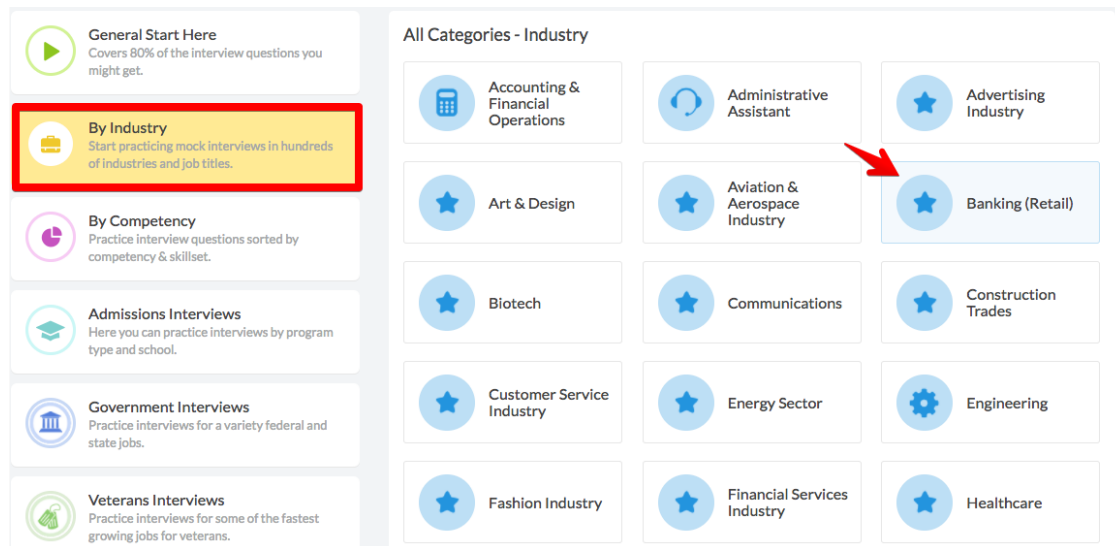 General Start Here
Covers 80% of the interview questions you
might get.
By Industry
Start practicing mock interviews in hundreds
of industries and job titles.
By Competency
Practice interview questions sorted by
competency & skillset.
Admissions Interviews
Here you can practice interviews by program
type and school.
Government Interviews
Practice interviews for a variety federal and
state jobs.
Veterans Interviews
Practice interviews for some of the fastest
growing jobs for veterans.
All Categories - Industry
Accounting &
Financial
Operations
Administrative
Assistant
Advertising
Industry
Art & Design
Aviation &
Aerospace
Industry
Banking (Retail)
Biotech
Communications
Construction
Trades
Customer Service
Industry
Energy Sector
Engineering
Fashion Industry
Financial Services
Industry
Healthcare